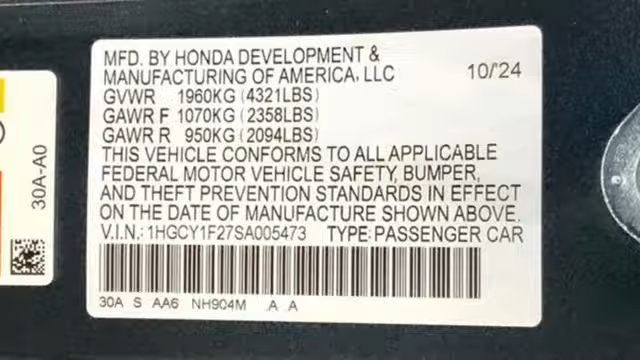 MFD. BY HONDA DEVELOPMENT &
MANUFACTURING OF AMERICA, LLC 10/'24
GVWR 1960KG (4321LBS)
GAWR F 1070KG (2358LBS)
GAWR R 950KG (2094LBS)
THIS VEHICLE CONFORMS TO ALL APPLICABLE
FEDERAL MOTOR VEHICLE SAFETY, BUMPER,
AND THEFT PREVENTION STANDARDS IN EFFECT
ON THE DATE OF MANUFACTURE SHOWN ABOVE.
V.I.N.: 1HGCY1F27SA005473 TYPE: PASSENGER CAR
30A S AA6 NH904M A A
30A-A0